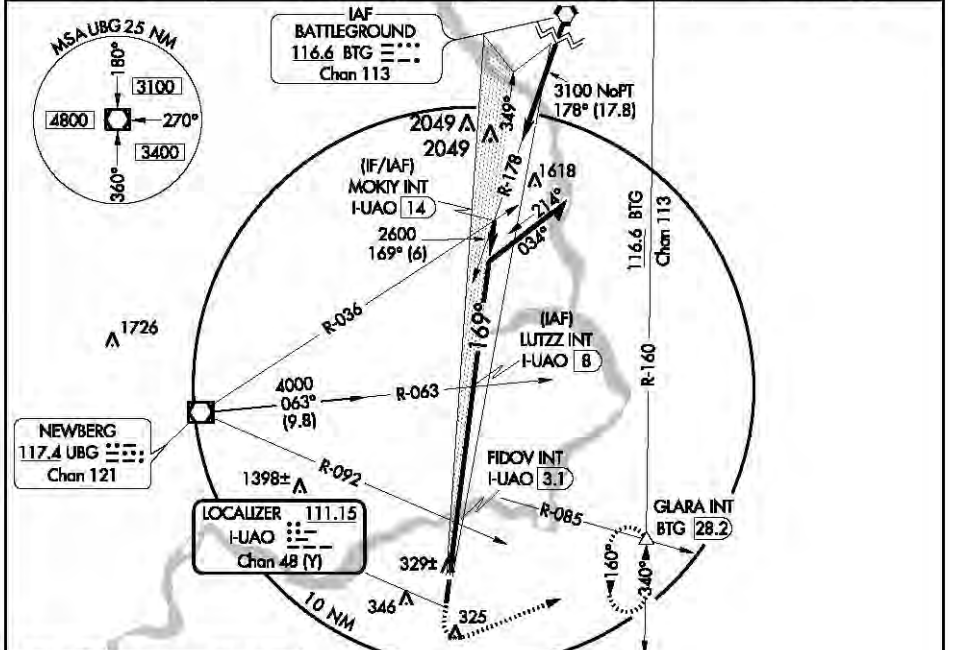 MSA UBG 25 NM
180°
3100
4800
270°
3400
360°
IAF
BATTLEGROUND
116.6 BTG
Chan 113
3100 NoPT
178° (17.8)
2049
2049
349°
R-178
1618
(IF/IAF)
MOKIY INT
I-UAO 14
2600
169° (6)
214°
034°
116.6 BTG
Chan 113
R-036
169°
1726
(IAF)
LUTZZ INT
I-UAO 8
R-160
4000
063°
(9.8)
R-063
NEWBERG
117.4 UBG
Chan 121
R-092
FIDOV INT
I-UAO 3.1
1398±
R-085
GLARA INT
BTG 28.2
LOCALIZER 111.15
I-UAO
Chan 48 (Y)
329±
160°
340°
346
325
10 NM